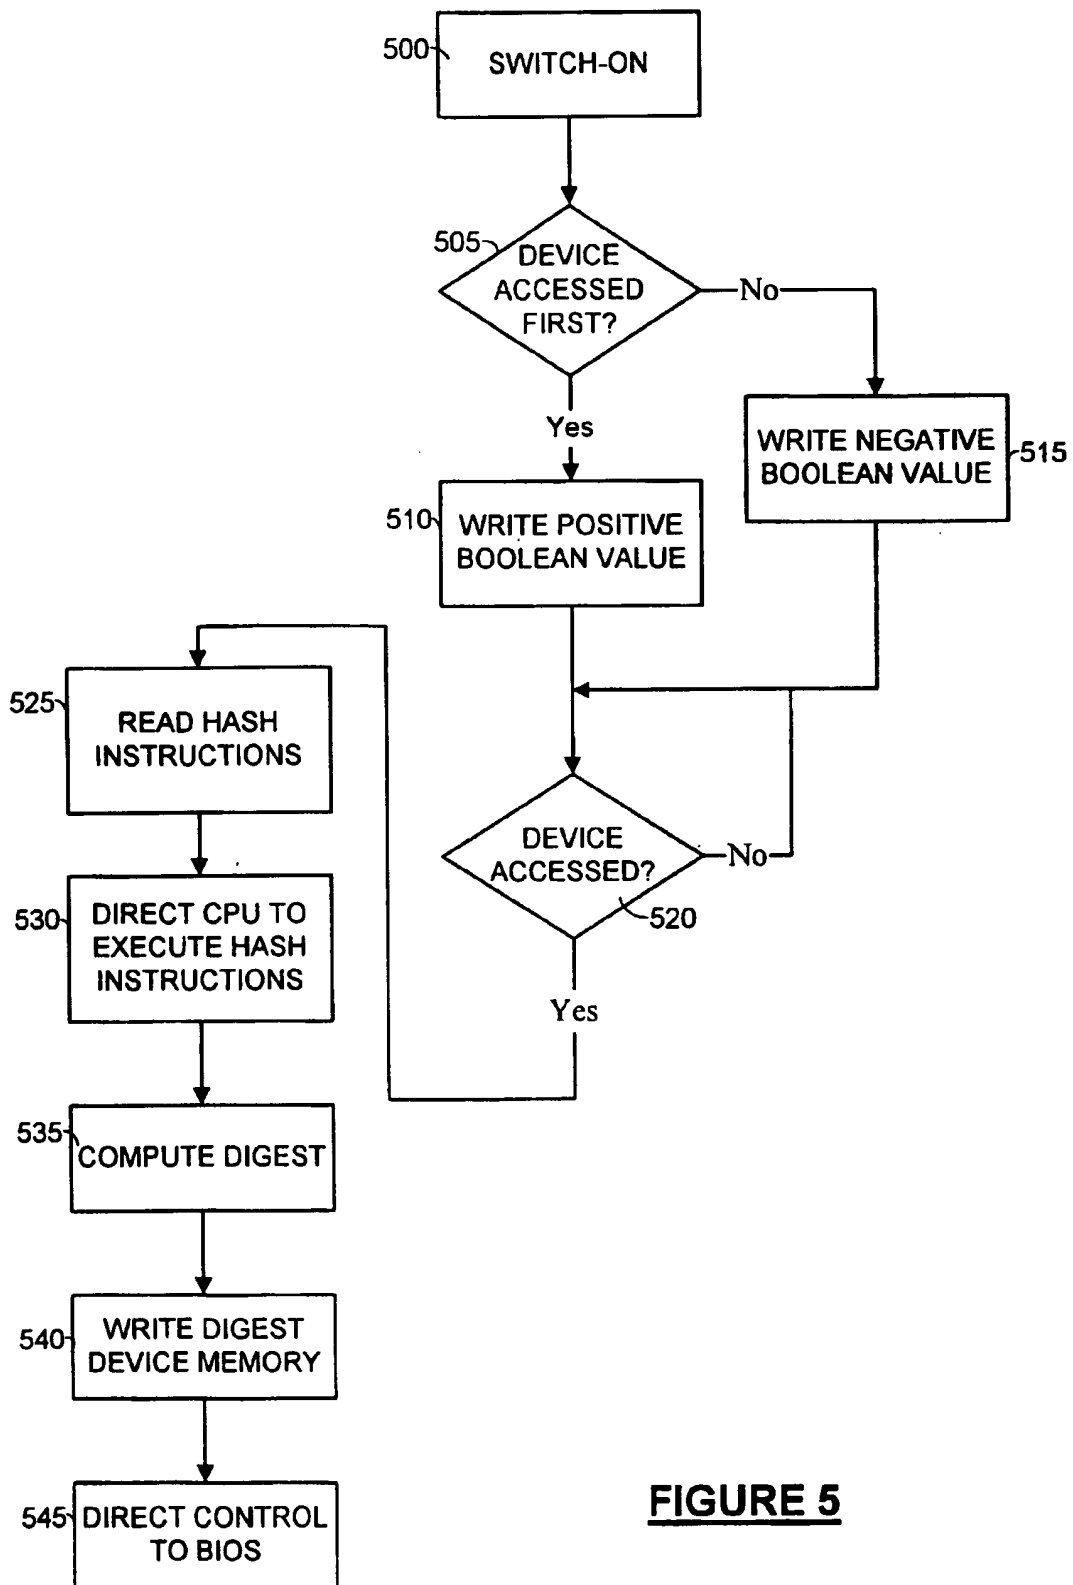 500
SWITCH-ON
505
DEVICE
ACCESSED
FIRST?
No
Yes
WRITE NEGATIVE
BOOLEAN VALUE
515
510
WRITE POSITIVE
BOOLEAN VALUE
525
READ HASH
INSTRUCTIONS
DEVICE
ACCESSED?
No
520
Yes
530
DIRECT CPU TO
EXECUTE HASH
INSTRUCTIONS
535
COMPUTE DIGEST
540
WRITE DIGEST
DEVICE MEMORY
545
DIRECT CONTROL
TO BIOS
FIGURE 5